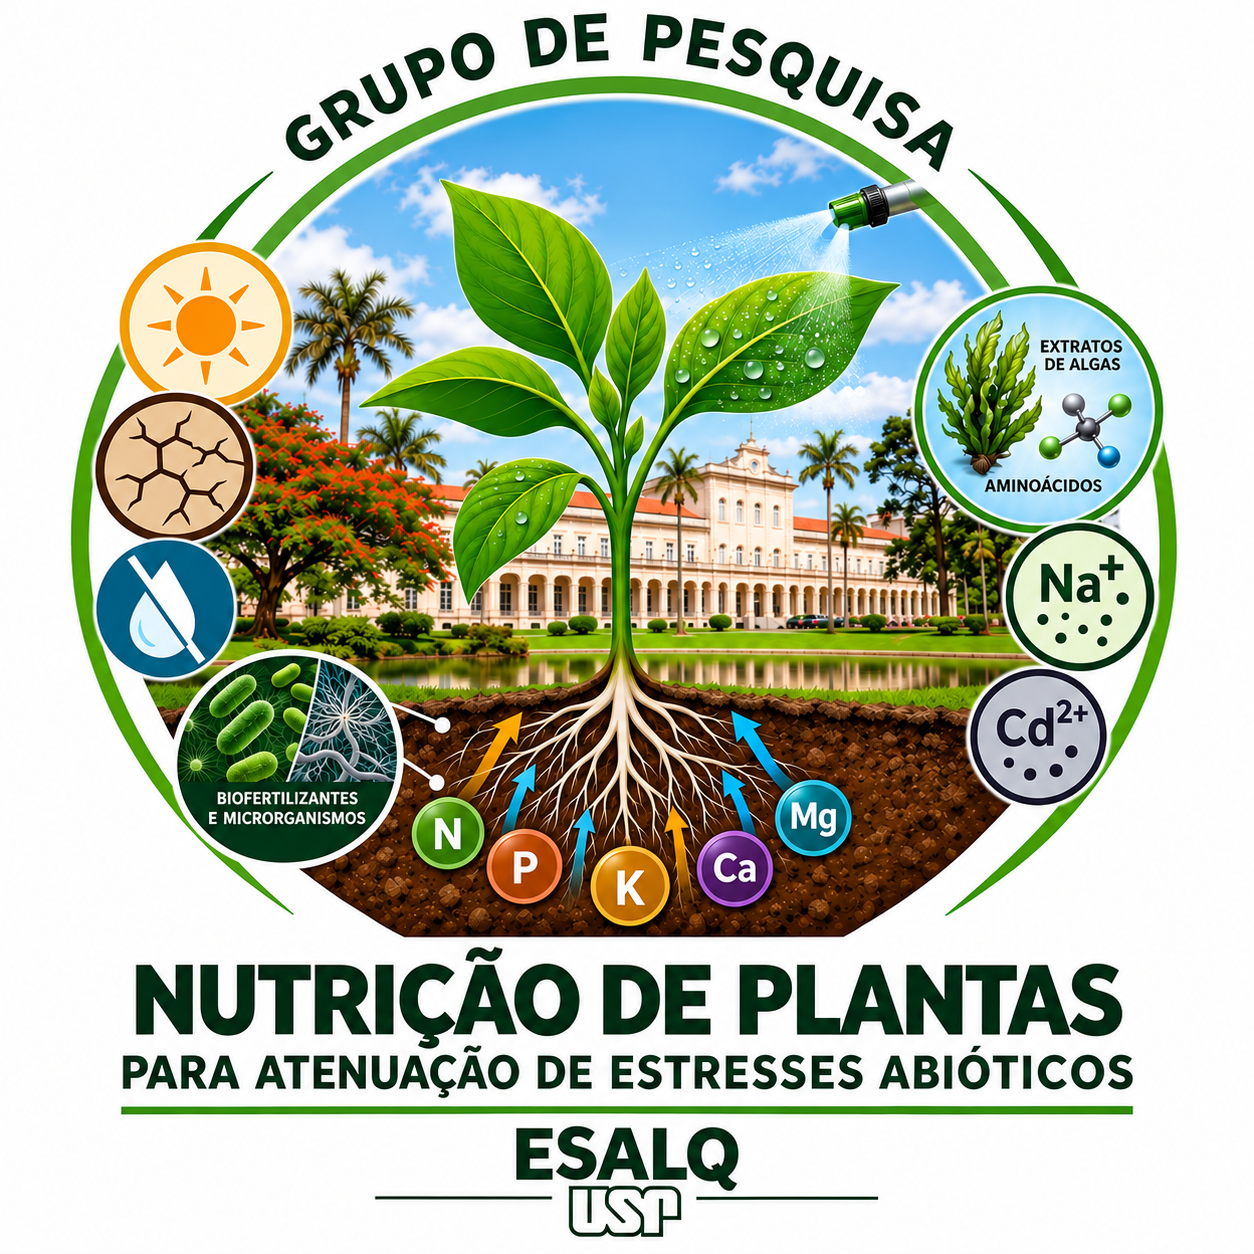 GRUPO DE PESQUISA
EXTRATOS
DE ALGAS
AMINOÁCIDOS
Na+
Cd2+
BIOFERTILIZANTES
E MICRORGANISMOS
N
P
K
Ca
Mg
NUTRIÇÃO DE PLANTAS
PARA ATENUAÇÃO DE ESTRESSES ABIÓTICOS
ESALQ
USP